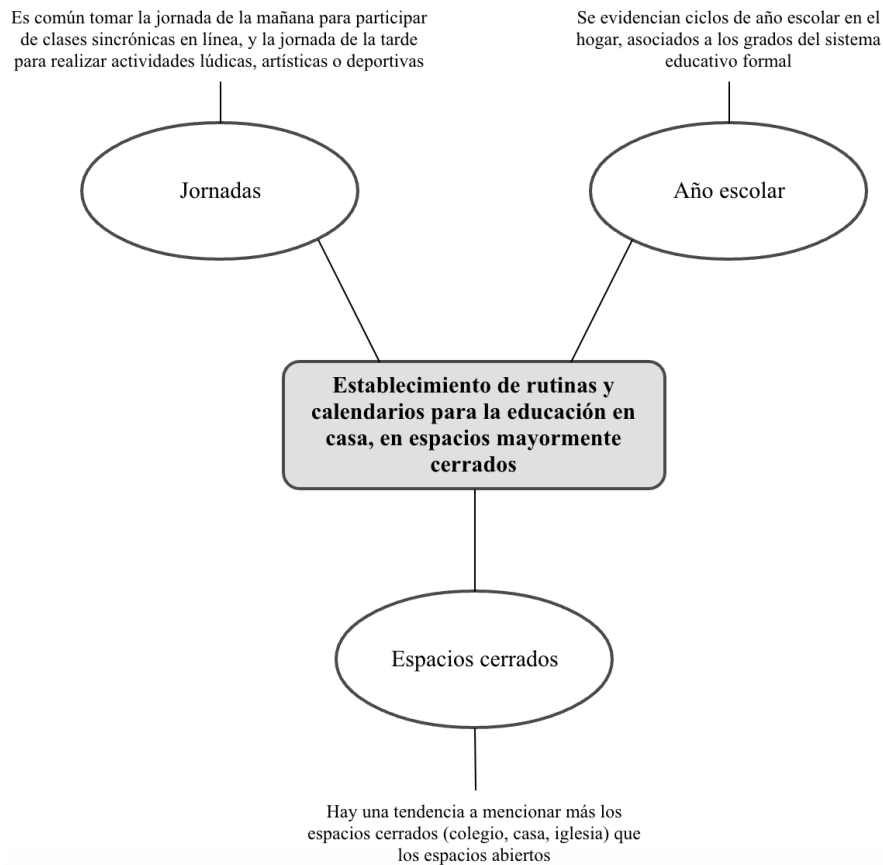 Es común tomar la jornada de la mañana para participar
de clases sincrónicas en línea, y la jornada de la tarde
para realizar actividades lúdicas, artísticas o deportivas
Se evidencian ciclos de año escolar en el
hogar, asociados a los grados del sistema
educativo formal
Jornadas
Año escolar
Establecimiento de rutinas y
calendarios para la educación en
casa, en espacios mayormente
cerrados
Espacios cerrados
Hay una tendencia a mencionar más los
espacios cerrados (colegio, casa, iglesia) que
los espacios abiertos